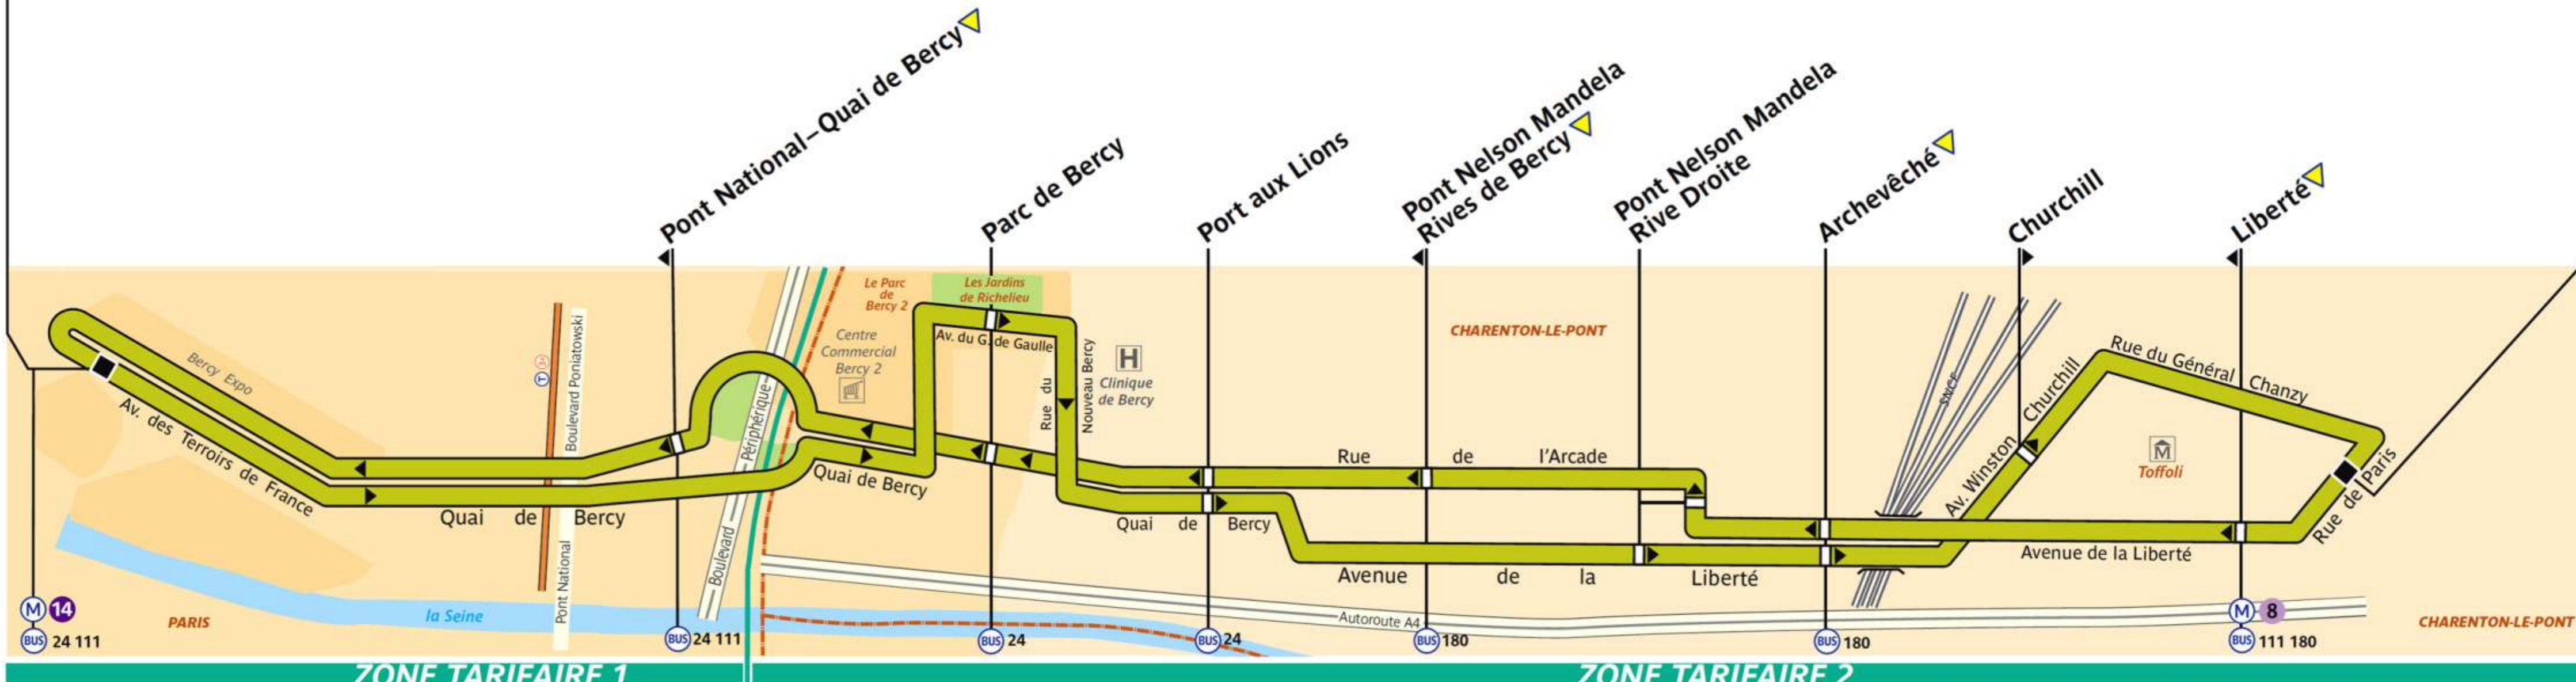 Pont National–Quai de Bercy
Parc de Bercy
Port aux Lions
Pont Nelson Mandela
Rives de Bercy
Pont Nelson Mandela
Rive Droite
Archevêché
Churchill
Liberté
Bercy Expo
Av. des Terroirs de France
T 3a
Boulevard Poniatowski
Pont National
Quai de Bercy
Boulevard Périphérique
Le Parc
de
Bercy 2
Centre
Commercial
Bercy 2
Les Jardins
de Richelieu
Av. du G. de Gaulle
Rue du
Nouveau Bercy
H
Clinique
de Bercy
Quai de Bercy
Quai de Bercy
CHARENTON-LE-PONT
Rue de l'Arcade
Avenue de la Liberté
SNCF
Av. Winston Churchill
Rue du Général Chanzy
M
Toffoli
Rue de Paris
Avenue de la Liberté
Autoroute A4
la Seine
PARIS
CHARENTON-LE-PONT
M 14
BUS 24 111
BUS 24 111
BUS 24
BUS 24
BUS 180
BUS 180
M 8
BUS 111 180
ZONE TARIFAIRE 1
ZONE TARIFAIRE 2